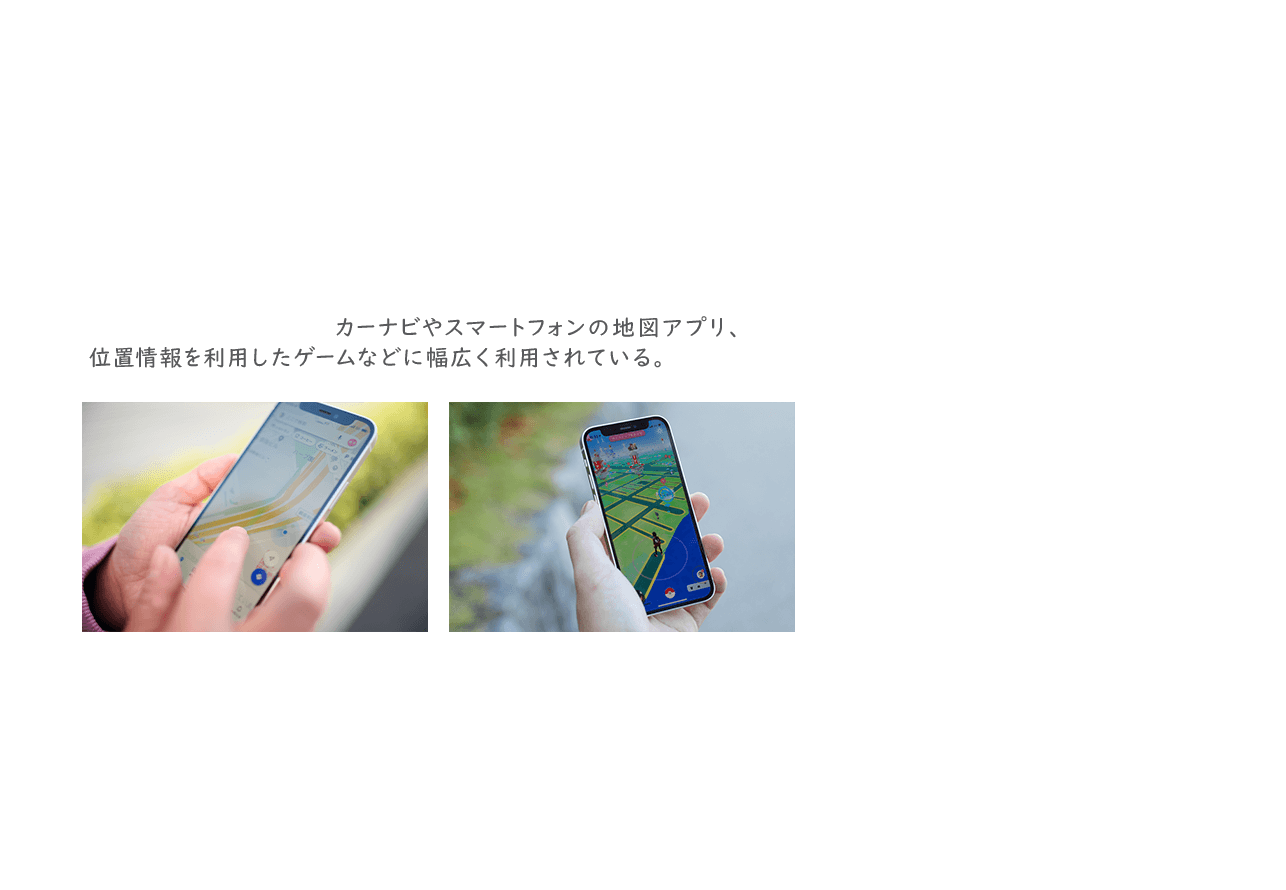 カーナビやスマートフォンの地図アプリ、
位置情報を利用したゲームなどに幅広く利用されている。